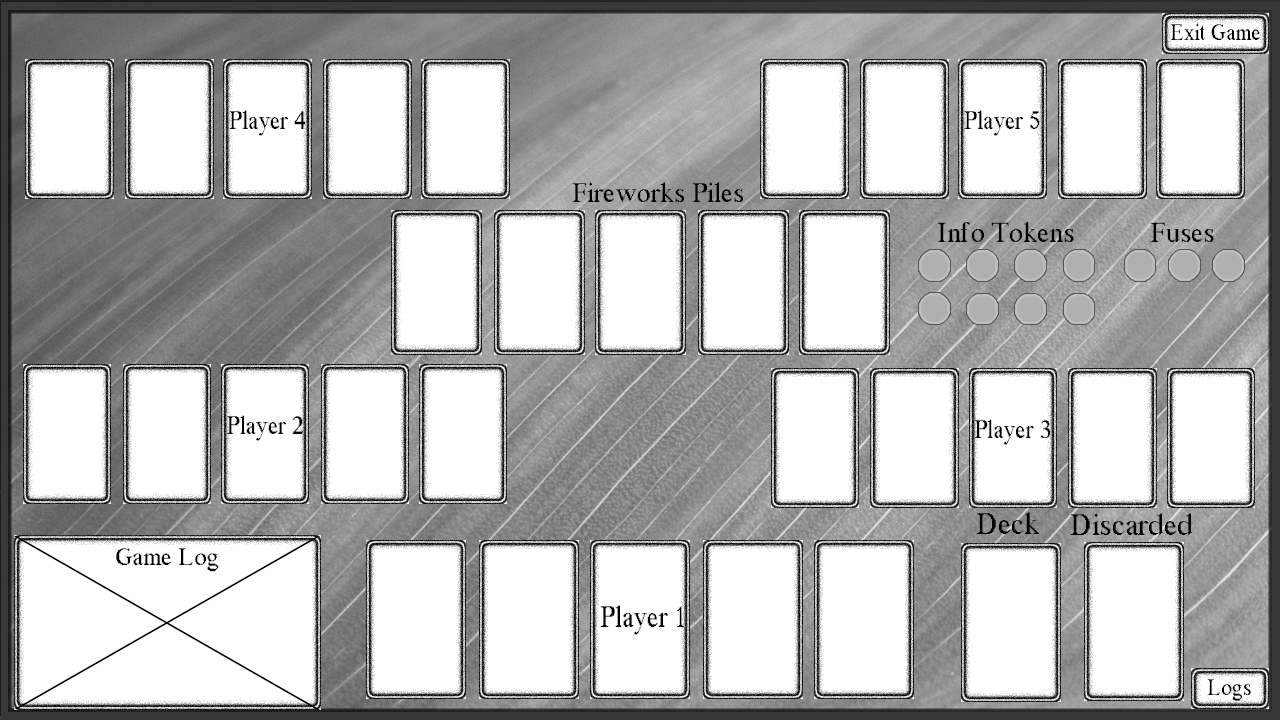 Exit Game
Player 4
Player 5
Fireworks Piles
Info Tokens
Fuses
Player 2
Player 3
Deck
Discarded
Game Log
Player 1
Logs